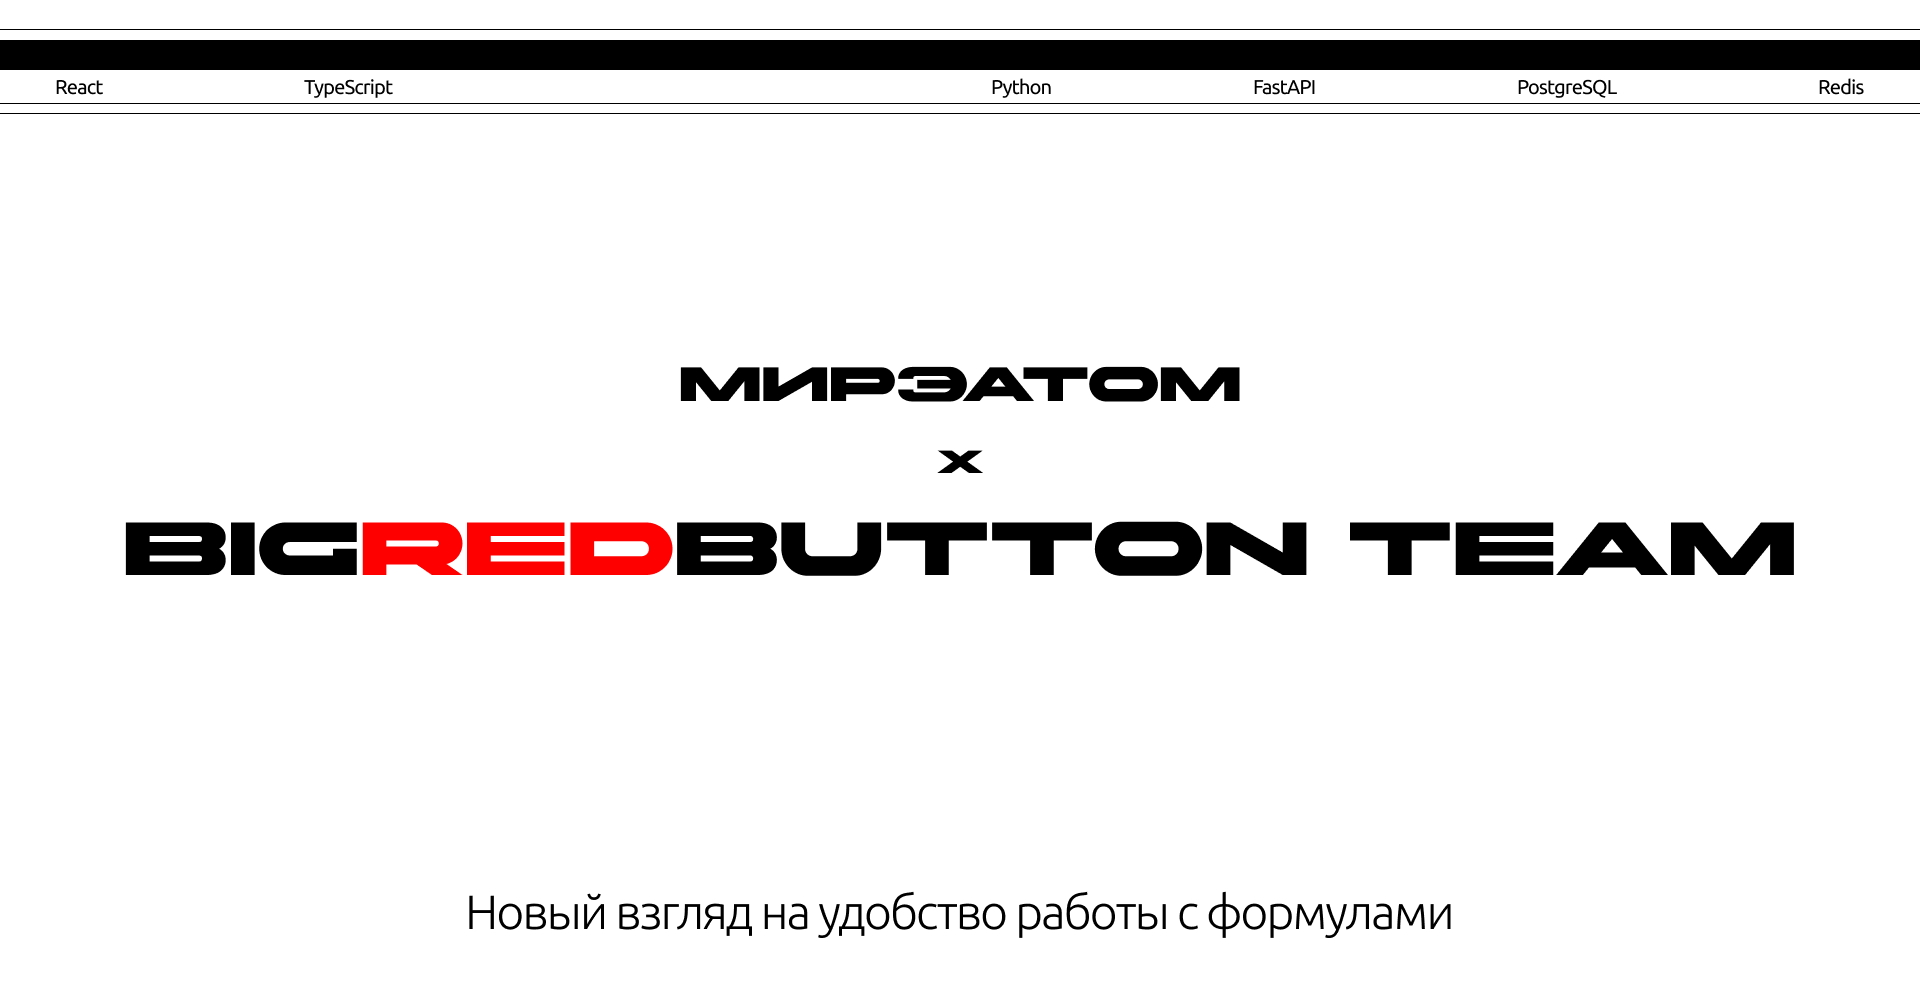 React TypeScript Python FastAPI PostgreSQL Redis
МИРЭАТОМ
x
BIGREDBUTTON TEAM
Новый взгляд на удобство работы с формулами